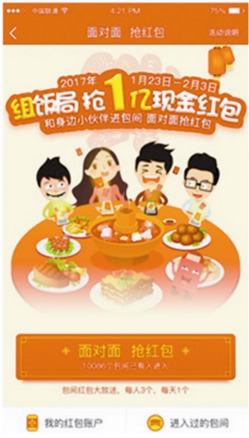 中国联通
4:21 PM
75%
面对面 抢红包
活动说明
2017年
1月23日-2月3日
组饭局 抢1亿现金红包
和身边小伙伴进包间 面对面抢红包
面对面 抢红包
10086个包间已有人进入
包间红包大放送，每人3个，每天1个
我的红包账户
进入过的包间